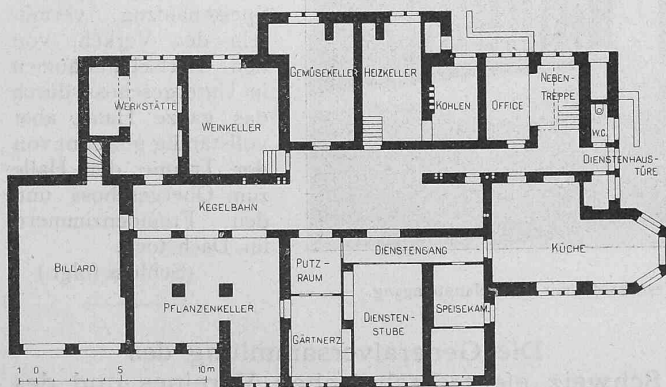 GEMÜSEKELLER
HEIZKELLER
WERKSTÄTTE
WEINKELLER
KOHLEN
OFFICE
NEBEN-
TREPPE
W.C.
DIENSTENHAUS-
TÜRE
KEGELBAHN
BILLARD
PUTZ-
RAUM
DIENSTENGANG
KÜCHE
PFLANZENKELLER
DIENSTEN-
STUBE
SPEISEKAM.
GÄRTNERZ.
1 0 5 10 m